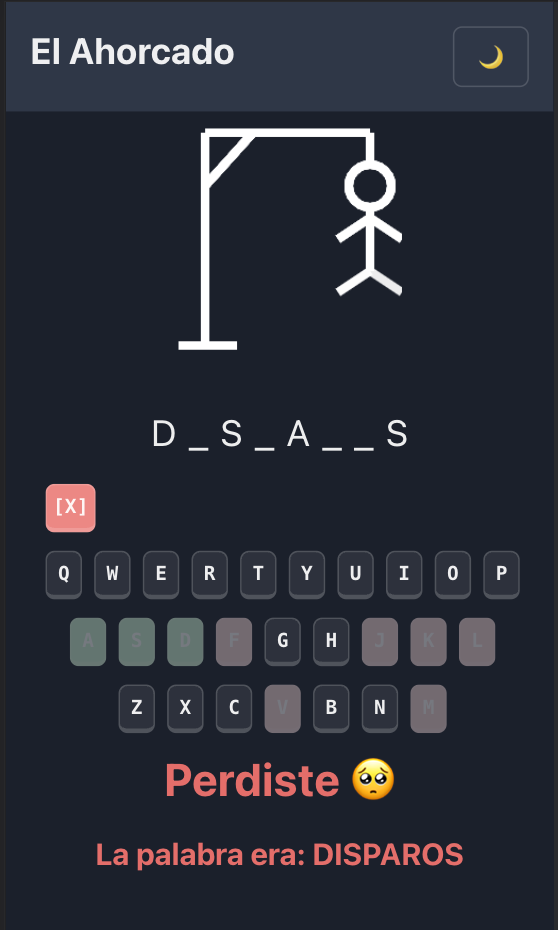 El Ahorcado
D _ S _ A _ _ S
[X]
Q W E R T Y U I O P
A S D F G H J K L
Z X C V B N M
Perdiste 🥺
La palabra era: DISPAROS